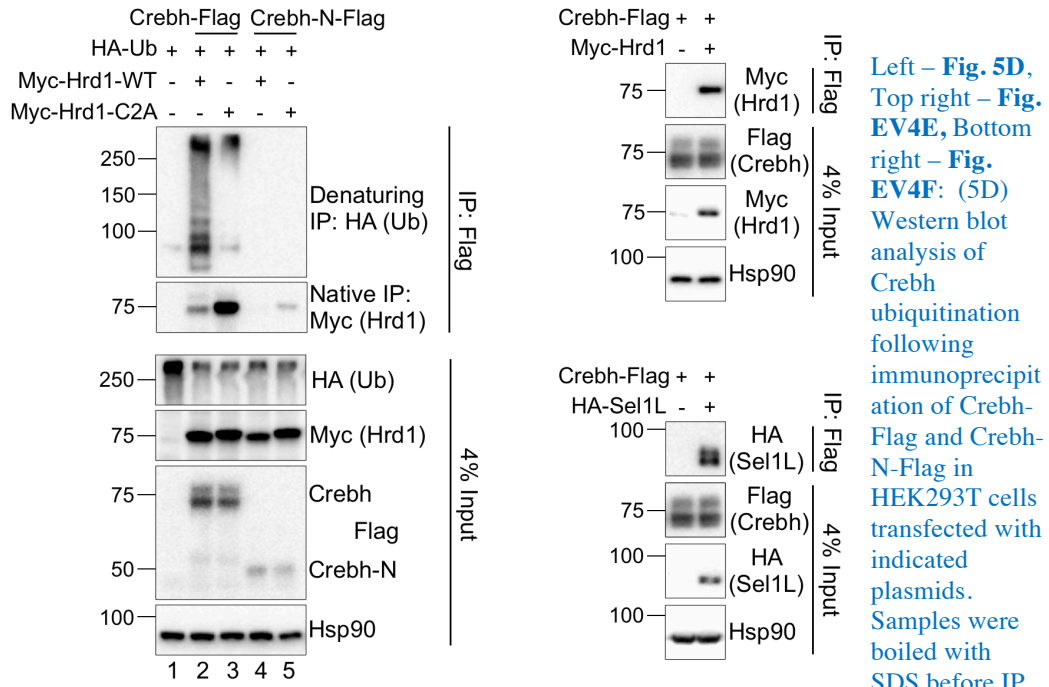 Crebh-Flag Crebh-N-Flag
HA-Ub + + + + +
Myc-Hrd1-WT - + - + -
Myc-Hrd1-C2A - - + - +
250
150
100
Denaturing
IP: HA (Ub)
75
Native IP:
Myc (Hrd1)
IP: Flag
250
HA (Ub)
75
Myc (Hrd1)
75
Crebh
Flag
50
Crebh-N
100
Hsp90
4% Input
1 2 3 4 5
Crebh-Flag + +
Myc-Hrd1 - +
75
Myc
(Hrd1)
IP: Flag
75
Flag
(Crebh)
75
Myc
(Hrd1)
100
Hsp90
4% Input
Crebh-Flag + +
HA-Sel1L - +
100
HA
(Sel1L)
IP: Flag
75
Flag
(Crebh)
100
HA
(Sel1L)
100
Hsp90
4% Input
Left – Fig. 5D,
Top right – Fig.
EV4E, Bottom
right – Fig.
EV4F: (5D)
Western blot
analysis of
Crebh
ubiquitination
following
immunoprecipit
ation of Crebh-
Flag and Crebh-
N-Flag in
HEK293T cells
transfected with
indicated
plasmids.
Samples were
boiled with
SDS before IP